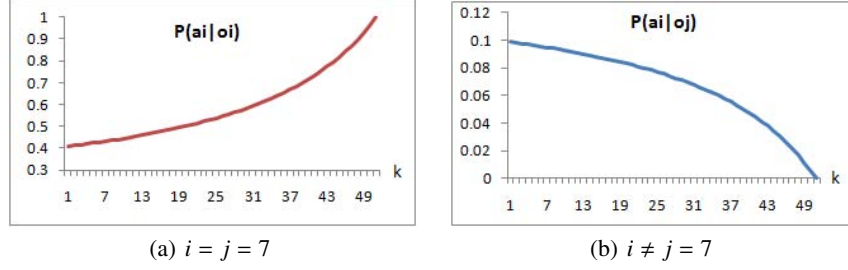 P(ai|oi)
1
0.9
0.8
0.7
0.6
0.5
0.4
0.3
1 7 13 19 25 31 37 43 49 k
(a) i = j = 7
P(ai|oj)
0.12
0.1
0.08
0.06
0.04
0.02
0
1 7 13 19 25 31 37 43 49 k
(b) i ≠ j = 7